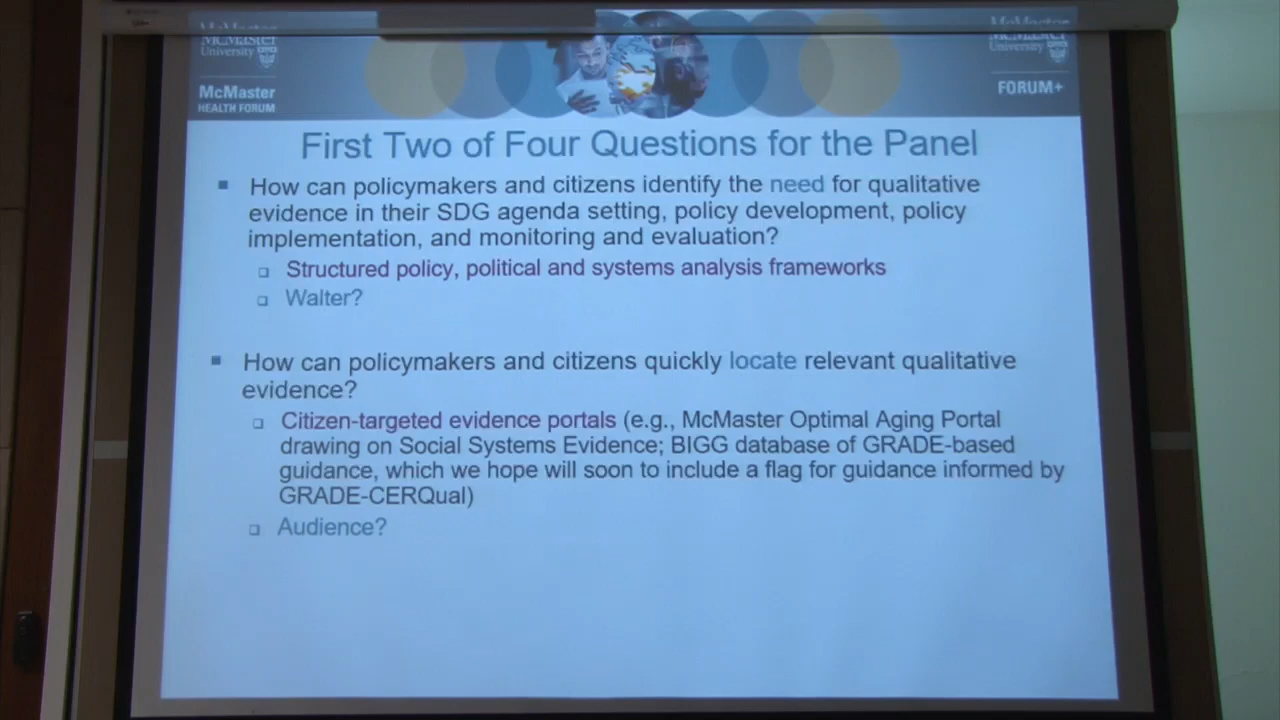 McMaster
University
McMaster
HEALTH FORUM
McMaster
McMaster
University
FORUM+
First Two of Four Questions for the Panel
How can policymakers and citizens identify the need for qualitative
evidence in their SDG agenda setting, policy development, policy
implementation, and monitoring and evaluation?
Structured policy, political and systems analysis frameworks
Walter?
How can policymakers and citizens quickly locate relevant qualitative
evidence?
Citizen-targeted evidence portals (e.g., McMaster Optimal Aging Portal
drawing on Social Systems Evidence; BIGG database of GRADE-based
guidance, which we hope will soon to include a flag for guidance informed by
GRADE-CERQual)
Audience?